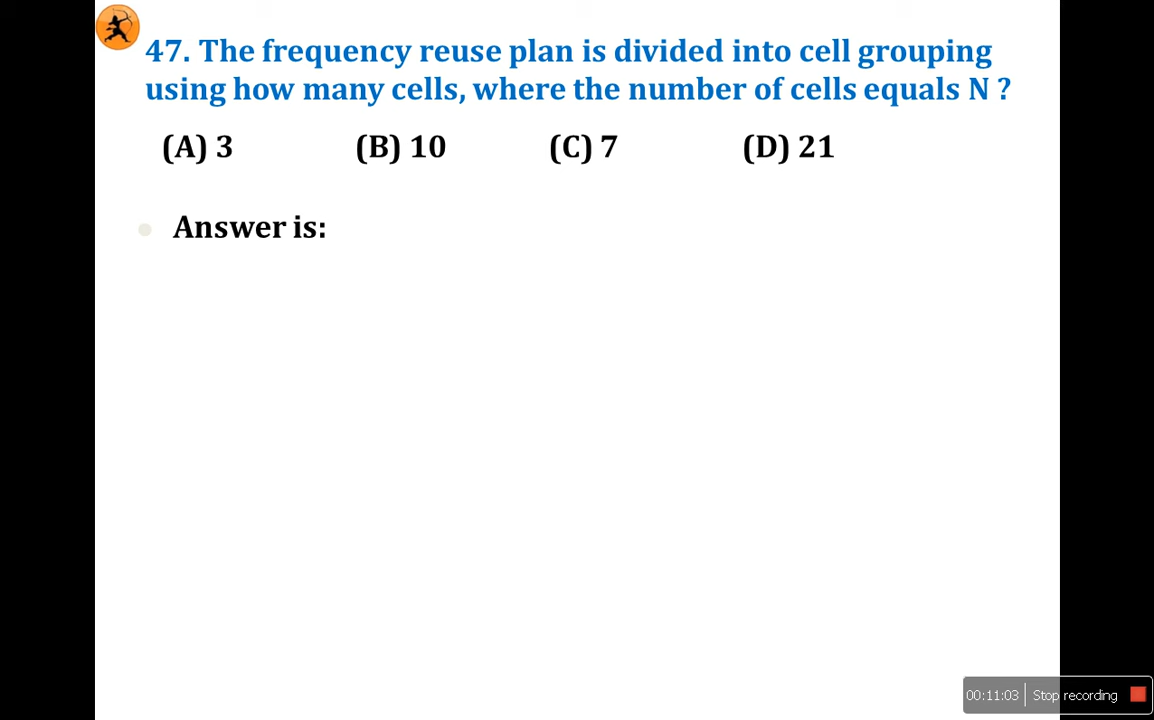 47. The frequency reuse plan is divided into cell grouping
using how many cells, where the number of cells equals N ?
(A) 3 (B) 10 (C) 7 (D) 21
Answer is:
00:11:03 Stop recording